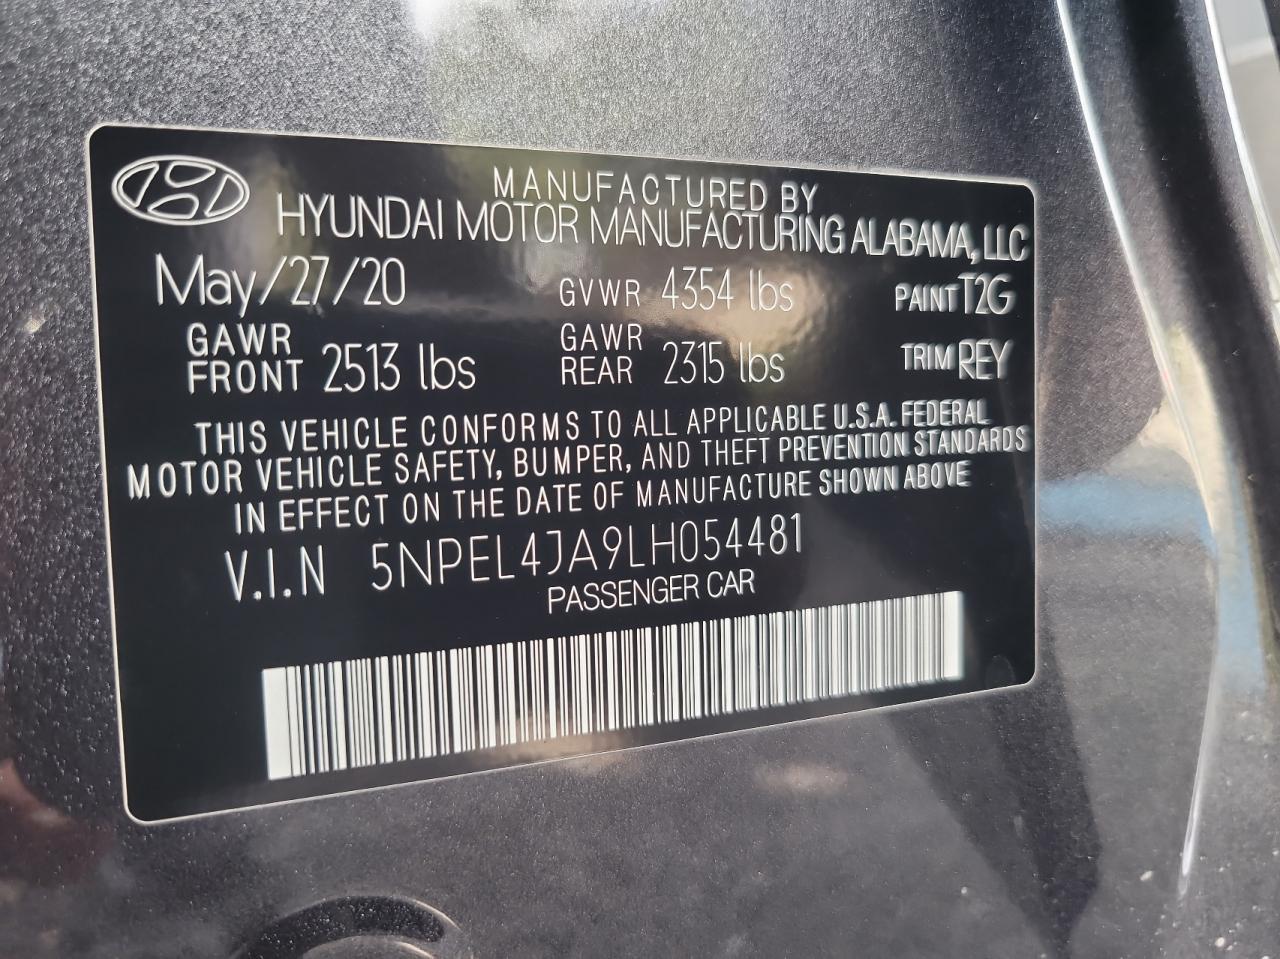 MANUFACTURED BY
HYUNDAI MOTOR MANUFACTURING ALABAMA, LLC
May/27/20 GVWR 4354 lbs PAINT T2G
GAWR FRONT 2513 lbs GAWR REAR 2315 lbs TRIM REY
THIS VEHICLE CONFORMS TO ALL APPLICABLE U.S.A. FEDERAL
MOTOR VEHICLE SAFETY, BUMPER, AND THEFT PREVENTION STANDARDS
IN EFFECT ON THE DATE OF MANUFACTURE SHOWN ABOVE
V.I.N 5NPEL4JA9LH054481
PASSENGER CAR